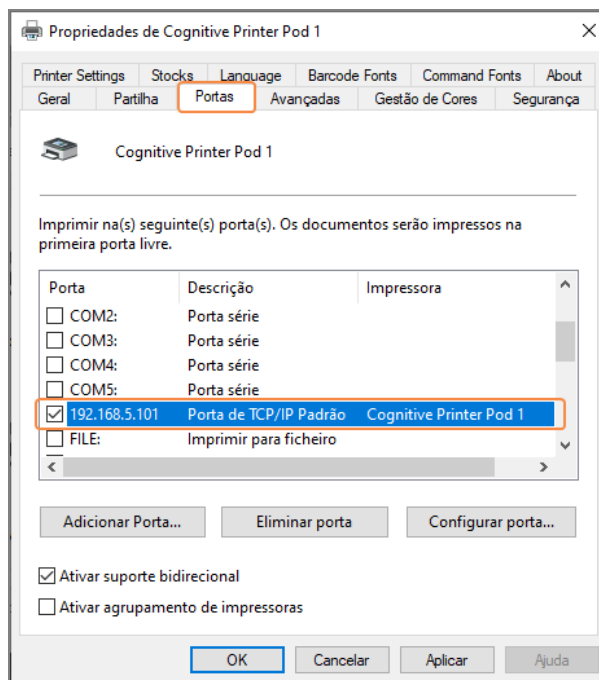 Propriedades de Cognitive Printer Pod 1
Printer Settings Stocks Language Barcode Fonts Command Fonts About
Geral Partilha Portas Avançadas Gestão de Cores Segurança
Cognitive Printer Pod 1
Imprimir na(s) seguinte(s) porta(s). Os documentos serão impressos na
primeira porta livre.
Porta Descrição Impressora
COM2: Porta série
COM3: Porta série
COM4: Porta série
COM5: Porta série
192.168.5.101 Porta de TCP/IP Padrão Cognitive Printer Pod 1
FILE: Imprimir para ficheiro
Adicionar Porta... Eliminar porta Configurar porta...
Ativar suporte bidirecional
Ativar agrupamento de impressoras
OK Cancelar Aplicar Ajuda